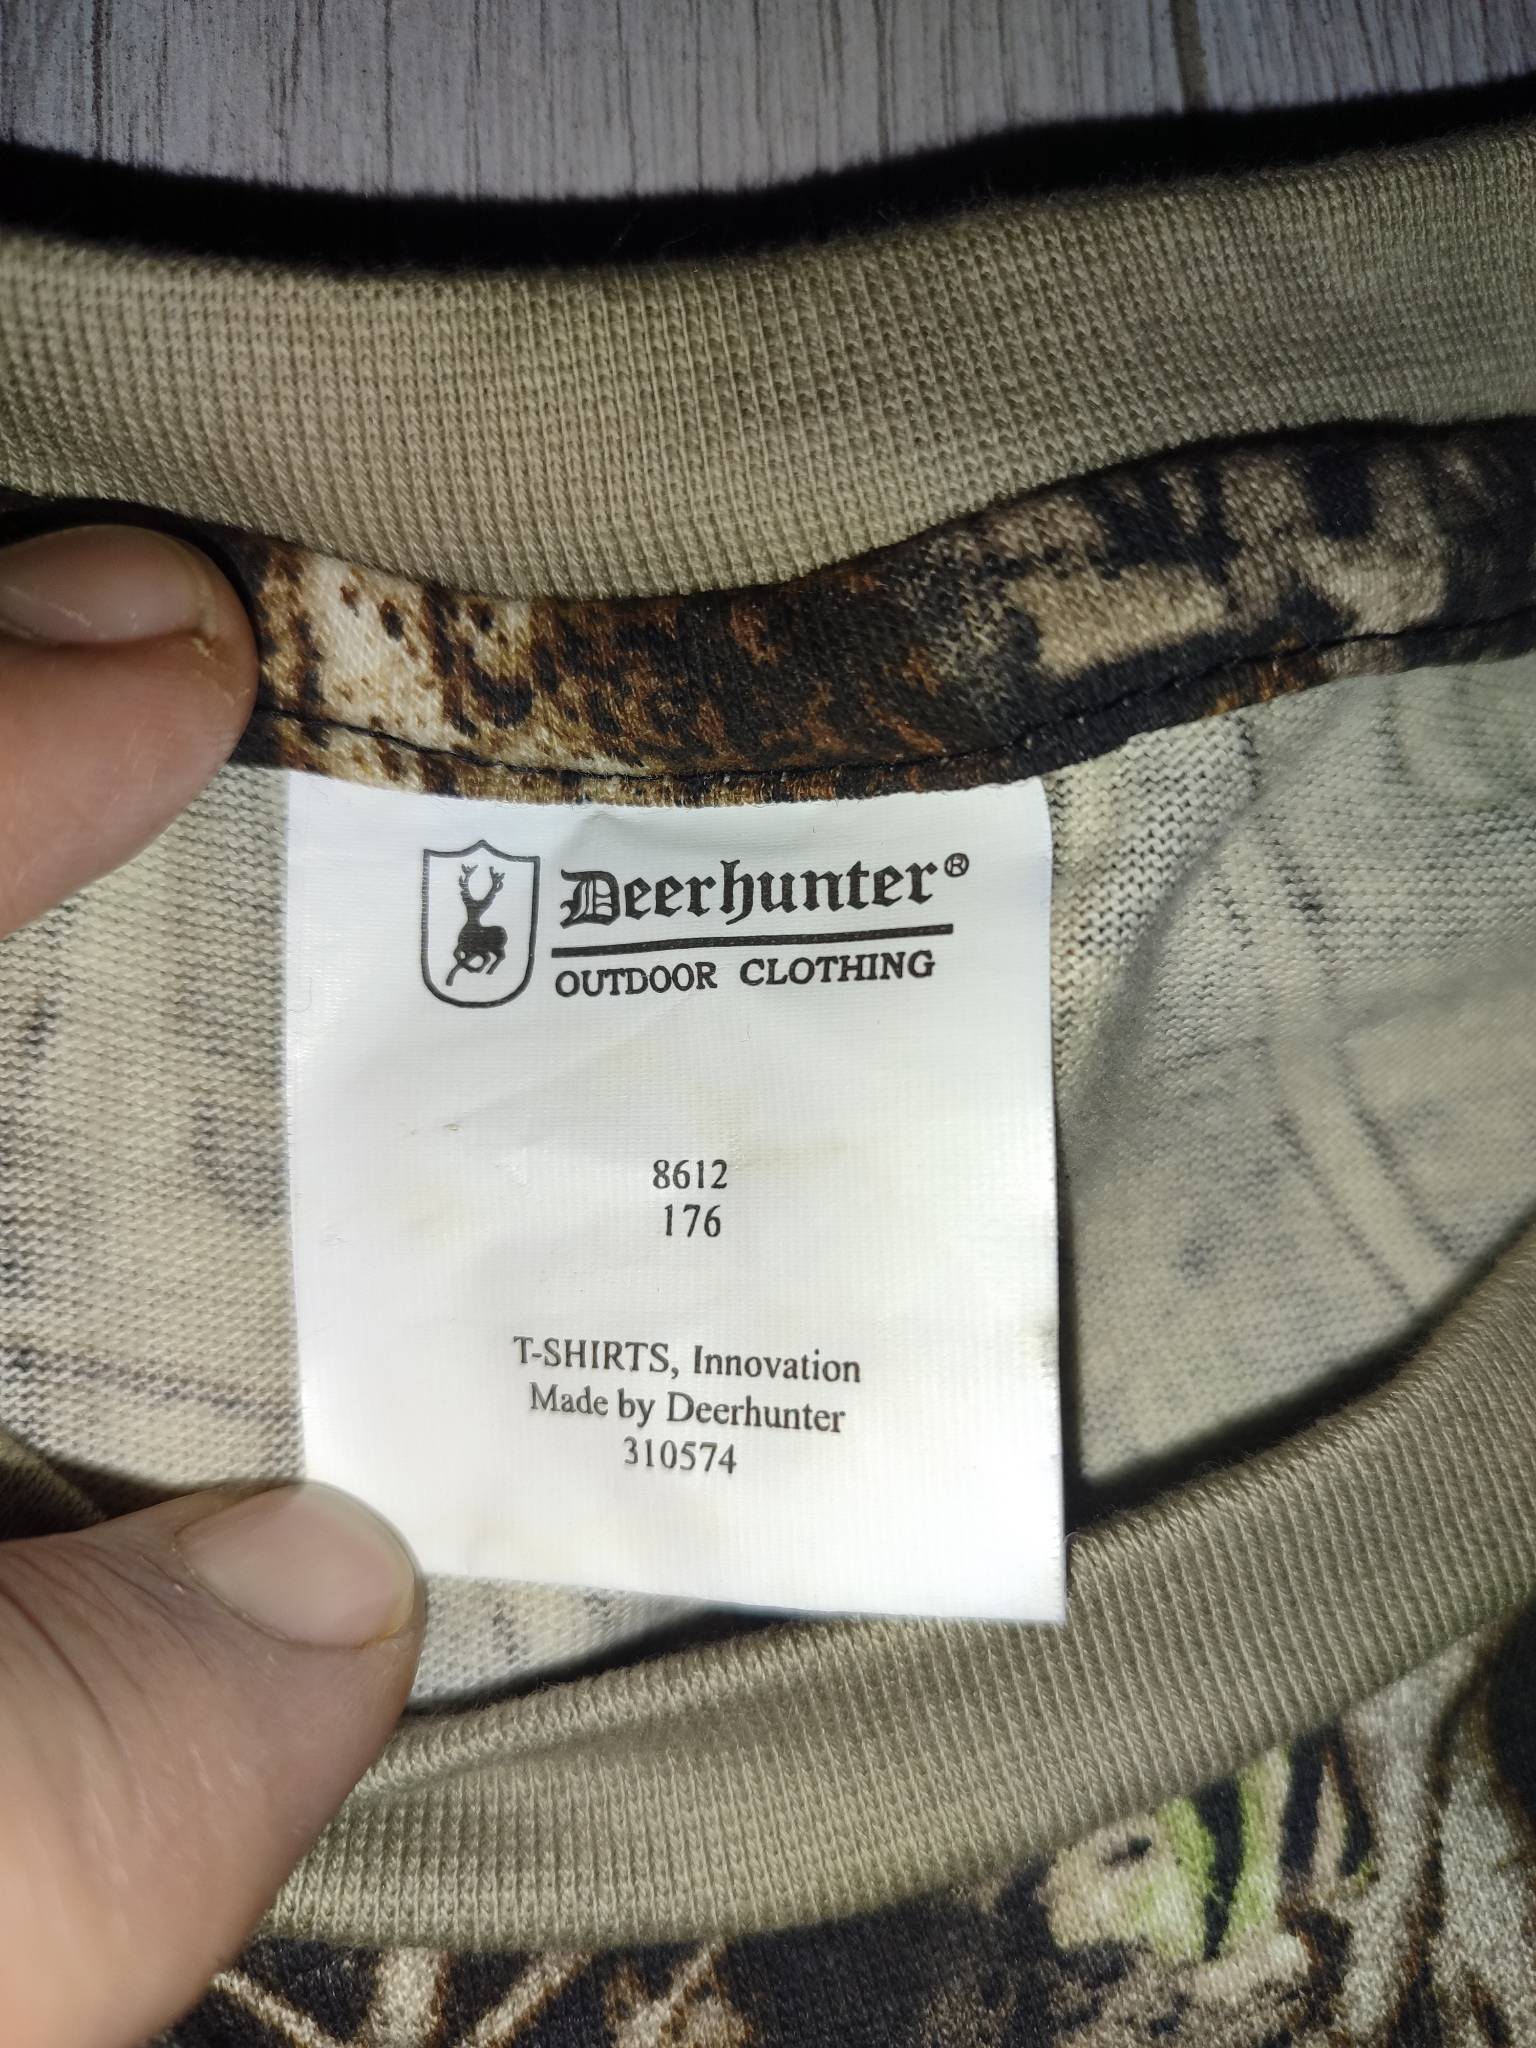 Deerhunter®
OUTDOOR CLOTHING
8612
176
T-SHIRTS, Innovation
Made by Deerhunter
310574